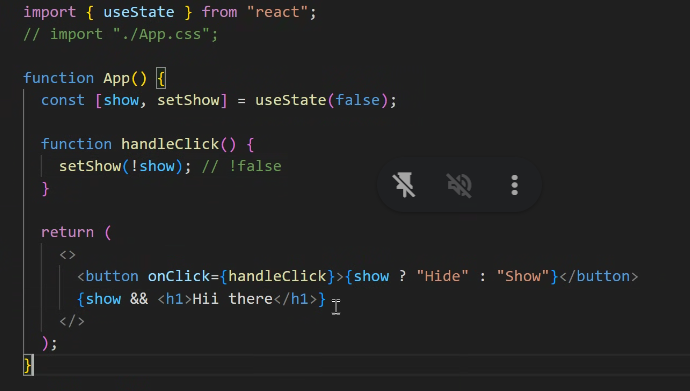 import { useState } from "react";
// import "./App.css";
function App() {
const [show, setShow] = useState(false);
function handleClick() {
setShow(!show); // !false
}
return (
<>
<button onClick={handleClick}>{show ? "Hide" : "Show"}</button>
{show && <h1>Hii there</h1>}
</>
);
}